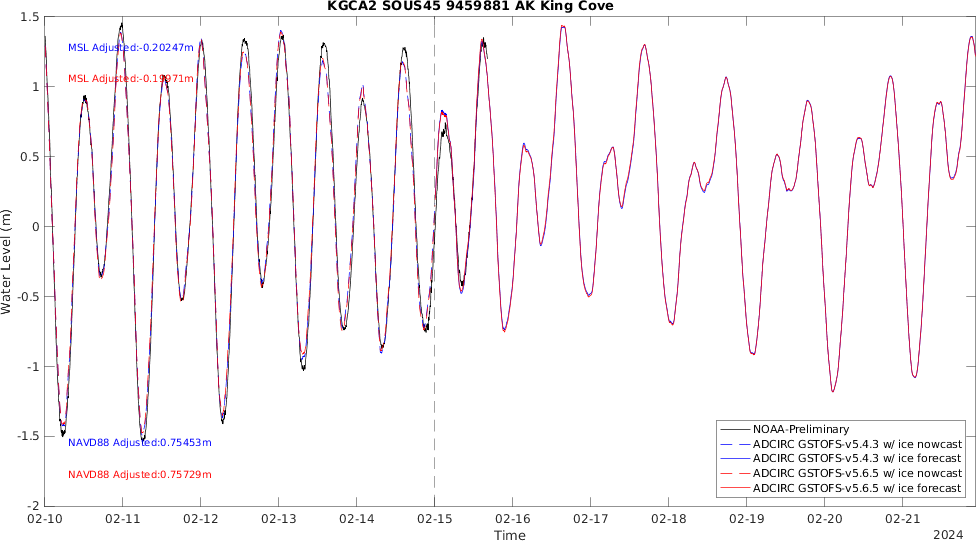 KGCA2 SOUS45 9459881 AK King Cove
Water Level (m)
1.5
1
0.5
0
-0.5
-1
-1.5
-2
MSL Adjusted:-0.20247m
MSL Adjusted:-0.19971m
NAVD88 Adjusted:0.75453m
NAVD88 Adjusted:0.75729m
NOAA-Preliminary
ADCIRC GSTOFS-v5.4.3 w/ ice nowcast
ADCIRC GSTOFS-v5.4.3 w/ ice forecast
ADCIRC GSTOFS-v5.6.5 w/ ice nowcast
ADCIRC GSTOFS-v5.6.5 w/ ice forecast
02-10 02-11 02-12 02-13 02-14 02-15 02-16 02-17 02-18 02-19 02-20 02-21
Time
2024